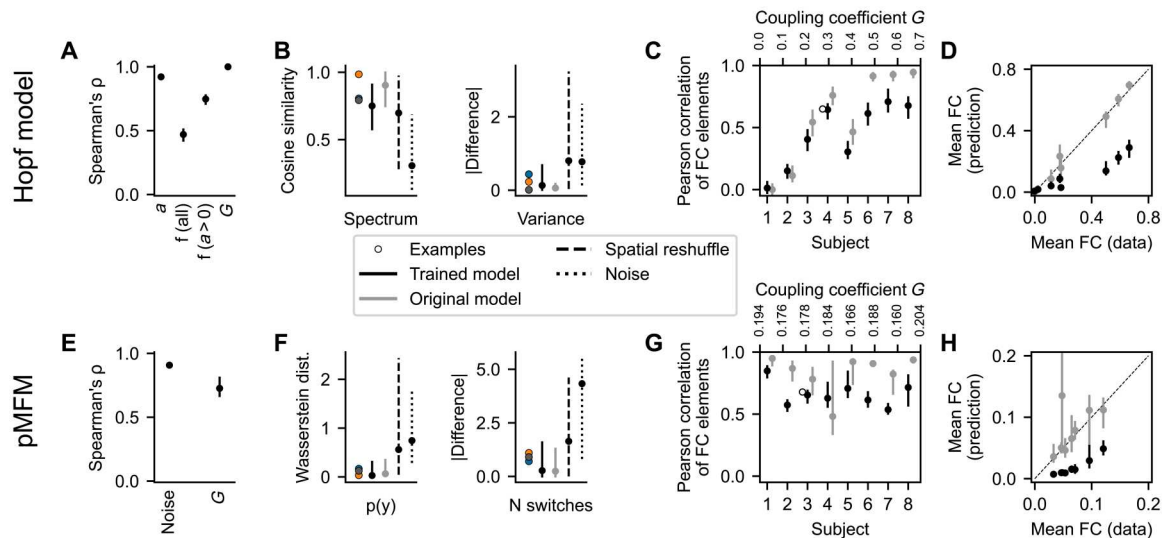 Hopf model
A
Spearman's ρ
1.0
0.5
0.0
a
f (all)
f (a > 0)
G
B
Cosine similarity
1.0
0.5
Spectrum
|Difference|
2
0
Variance
C
Coupling coefficient G
0.0
0.1
0.2
0.3
0.4
0.5
0.6
0.7
Pearson correlation
of FC elements
1.0
0.5
0.0
1 2 3 4 5 6 7 8
Subject
D
Mean FC
(prediction)
0.8
0.4
0.0
0.0 0.4 0.8
Mean FC (data)
Examples
Trained model
Original model
Spatial reshuffle
Noise
pMFM
E
Spearman's ρ
1.0
0.5
0.0
Noise
G
F
Wasserstein dist.
2
1
0
p(y)
|Difference|
5.0
2.5
0.0
N switches
G
Coupling coefficient G
0.194
0.176
0.178
0.184
0.166
0.188
0.160
0.204
Pearson correlation
of FC elements
1.0
0.5
0.0
1 2 3 4 5 6 7 8
Subject
H
Mean FC
(prediction)
0.2
0.1
0.0
0.0 0.1 0.2
Mean FC (data)